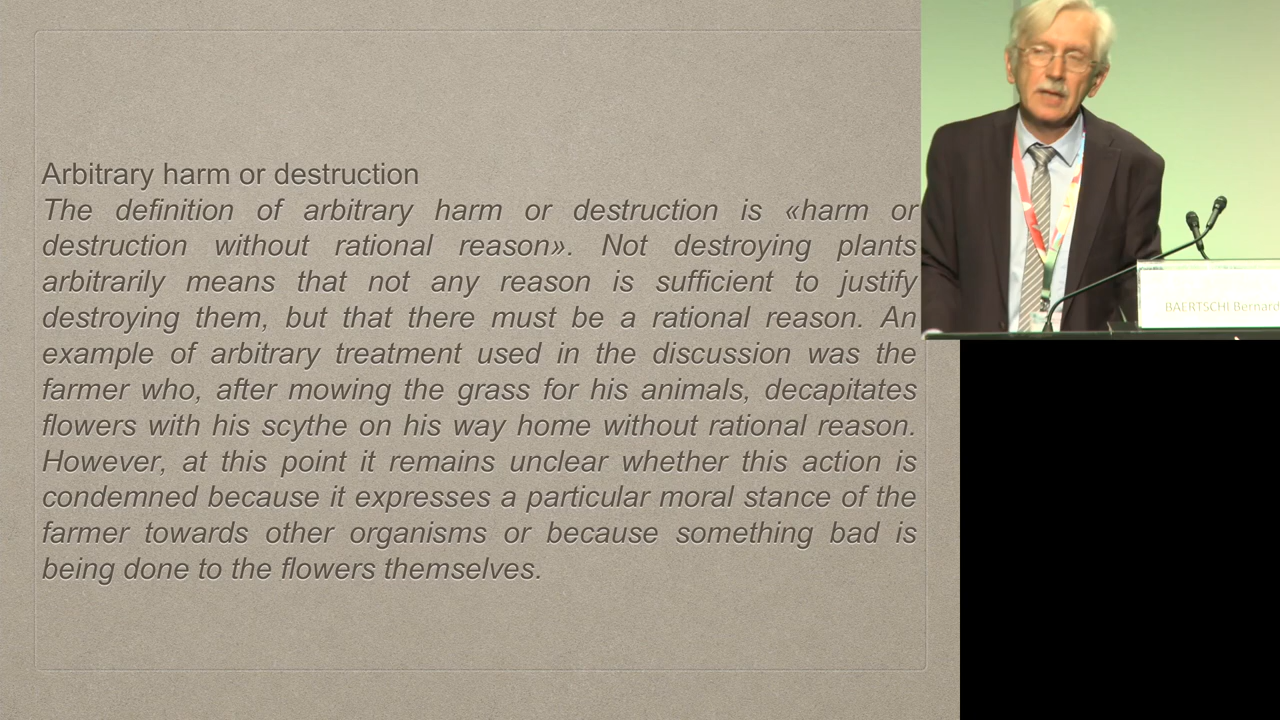 Arbitrary harm or destruction
The definition of arbitrary harm or destruction is «harm or
destruction without rational reason». Not destroying plants
arbitrarily means that not any reason is sufficient to justify
destroying them, but that there must be a rational reason. An
example of arbitrary treatment used in the discussion was the
farmer who, after mowing the grass for his animals, decapitates
flowers with his scythe on his way home without rational reason.
However, at this point it remains unclear whether this action is
condemned because it expresses a particular moral stance of the
farmer towards other organisms or because something bad is
being done to the flowers themselves.
BAERTSCHI Bernard